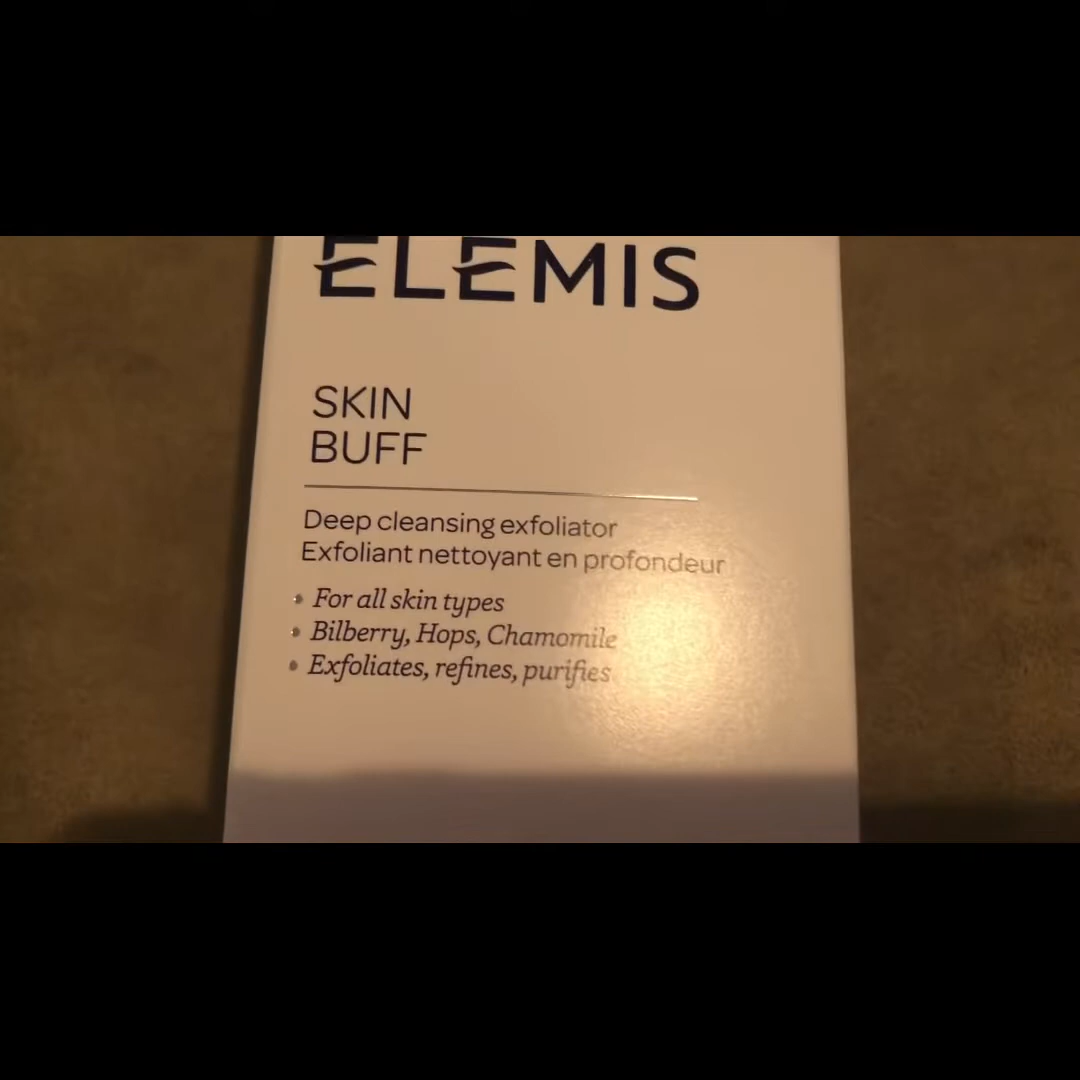 ELEMIS
SKIN
BUFF
Deep cleansing exfoliator
Exfoliant nettoyant en profondeur
• For all skin types
• Bilberry, Hops, Chamomile
• Exfoliates, refines, purifies